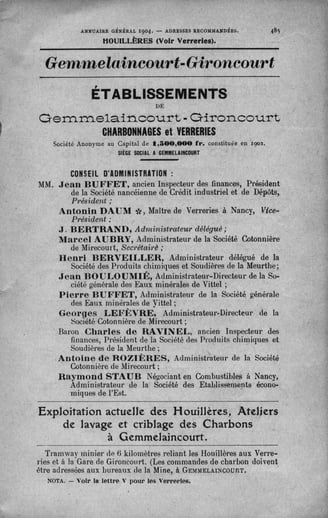 ANNUAIRE GÉNÉRAL 1904. — ADRESSES RECOMMANDÉES. 485
HOUILLÈRES (Voir Verreries).
Gemmelaincourt-Gironcourt
ÉTABLISSEMENTS
DE
Gemmelaincourt-Gironcourt
CHARBONNAGES et VERRERIES
Société Anonyme au Capital de 1,500,000 fr. constituée en 1902.
SIÈGE SOCIAL A GEMMELAINCOURT
CONSEIL D'ADMINISTRATION :
MM. Jean BUFFET, ancien Inspecteur des finances, Président
de la Société nancéienne de Crédit industriel et de Dépôts,
Président ;
Antonin DAUM ☆, Maître de Verreries à Nancy, Vice-
Président ;
J. BERTRAND, Administrateur délégué ;
Marcel AUBRY, Administrateur de la Société Cotonnière
de Mirecourt, Secrétaire ;
Henri BERVEILLER, Administrateur délégué de la
Société des Produits chimiques et Soudières de la Meurthe;
Jean BOULOUMIÉ, Administrateur-Directeur de la So-
ciété générale des Eaux minérales de Vittel ;
Pierre BUFFET, Administrateur de la Société générale
des Eaux minérales de Vittel ;
Georges LEFÈVRE, Administrateur-Directeur de la
Société Cotonnière de Mirecourt ;
Baron Charles de RAVINEL, ancien Inspecteur des
finances, Président de la Société des Produits chimiques et
Soudières de la Meurthe ;
Antoine de ROZIÈRES, Administrateur de la Société
Cotonnière de Mirecourt ;
Raymond STAUB Négociant en Combustibles à Nancy,
Administrateur de la Société des Etablissements écono-
miques de l'Est.
Exploitation actuelle des Houillères, Ateliers
de lavage et criblage des Charbons
à Gemmelaincourt.
Tramway minier de 6 kilomètres reliant les Houillères aux Verre-
ries et à la Gare de Gironcourt. (Les commandes de charbon doivent
être adressées aux bureaux de la Mine, à GEMMELAINCOURT.
NOTA. — Voir la lettre V pour les Verreries.